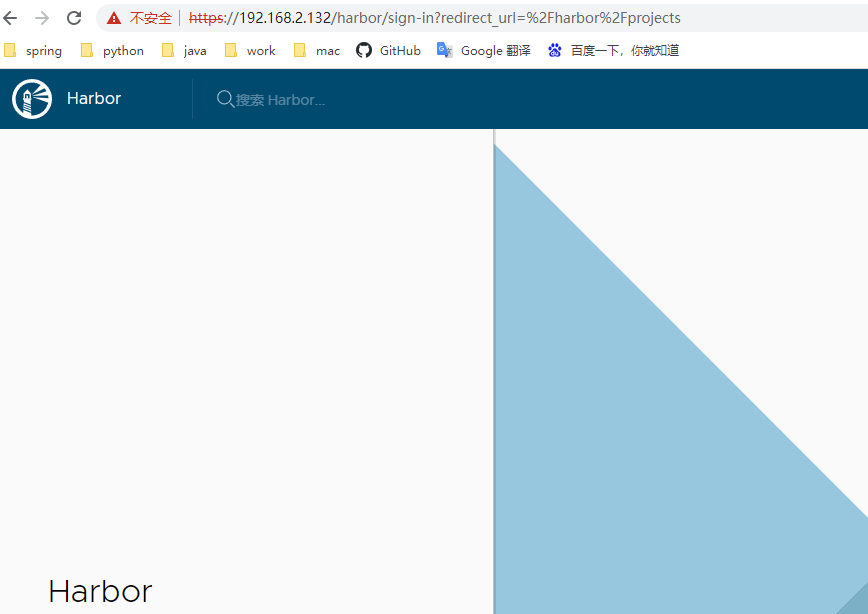 不安全 https://192.168.2.132/harbor/sign-in?redirect_url=%2Fharbor%2Fprojects
spring python java work mac GitHub Google 翻译 百度一下，你就知道
Harbor 搜索 Harbor...
Harbor